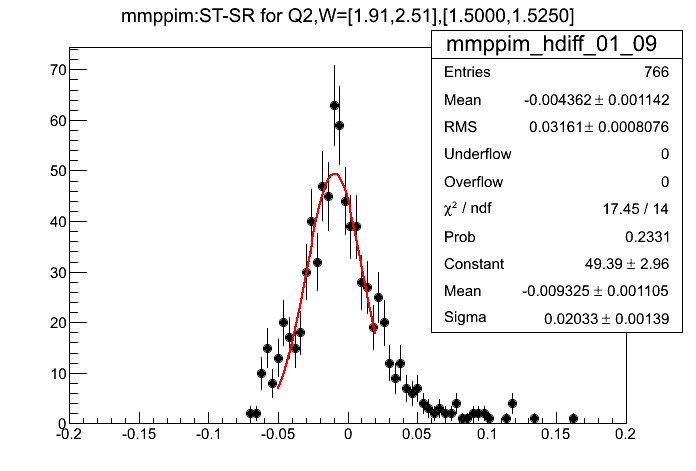 mmppim:ST-SR for Q2,W=[1.91,2.51],[1.5000,1.5250]
mmppim_hdiff_01_09
Entries 766
Mean -0.004362 ± 0.001142
RMS 0.03161 ± 0.0008076
Underflow 0
Overflow 0
χ² / ndf 17.45 / 14
Prob 0.2331
Constant 49.39 ± 2.96
Mean -0.009325 ± 0.001105
Sigma 0.02033 ± 0.00139
70
60
50
40
30
20
10
0
-0.2 -0.15 -0.1 -0.05 0 0.05 0.1 0.15 0.2